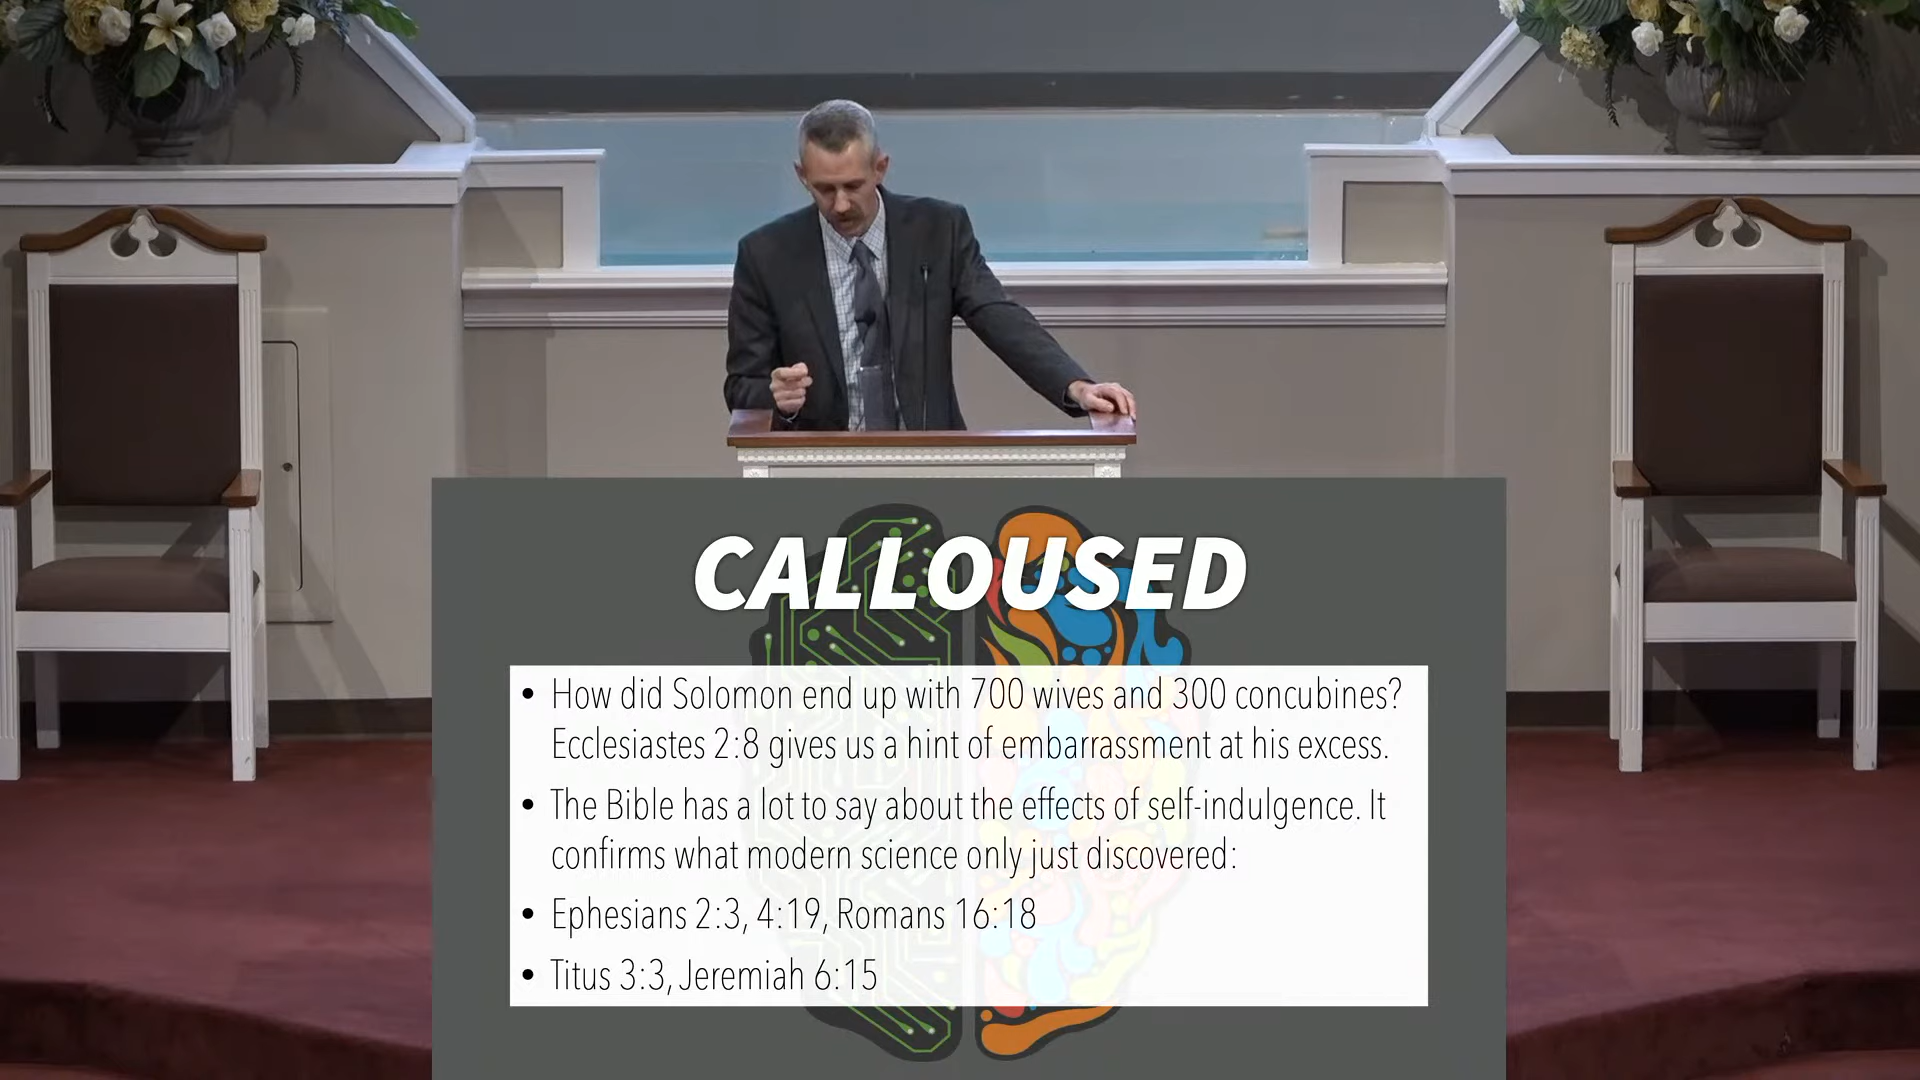 CALLOUSED
• How did Solomon end up with 700 wives and 300 concubines?
Ecclesiastes 2:8 gives us a hint of embarrassment at his excess.
• The Bible has a lot to say about the effects of self-indulgence. It
confirms what modern science only just discovered:
• Ephesians 2:3, 4:19, Romans 16:18
• Titus 3:3, Jeremiah 6:15